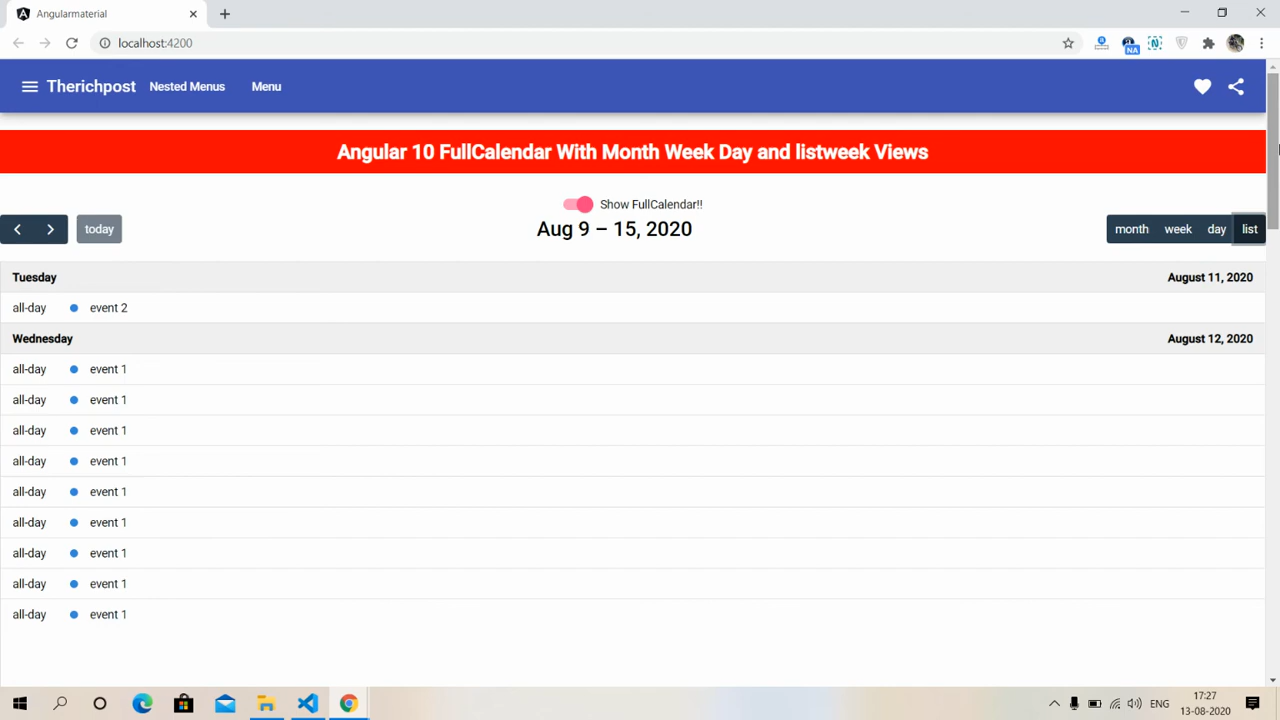 Angularmaterial
localhost:4200
NA
Therichpost Nested Menus Menu
Angular 10 FullCalendar With Month Week Day and listweek Views
Show FullCalendar!!
today Aug 9 – 15, 2020 month week day list
Tuesday August 11, 2020
all-day event 2
Wednesday August 12, 2020
all-day event 1
all-day event 1
all-day event 1
all-day event 1
all-day event 1
all-day event 1
all-day event 1
all-day event 1
all-day event 1
ENG 17:27
13-08-2020